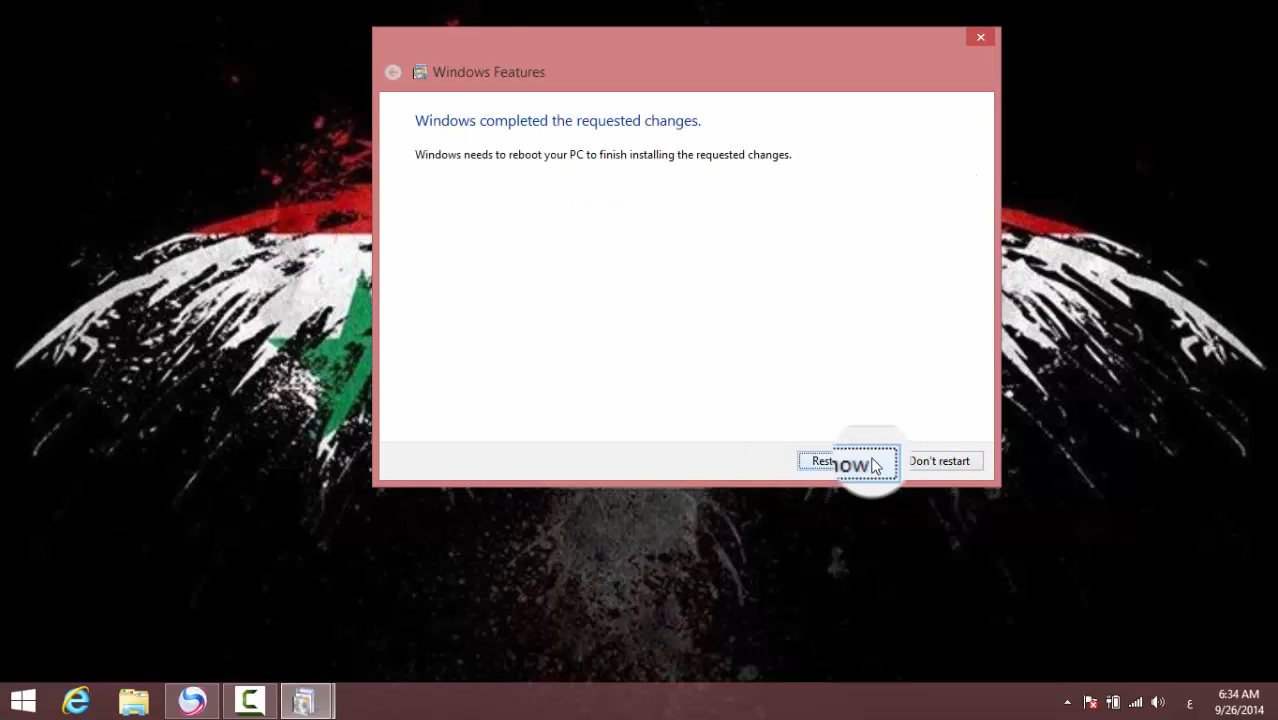 Windows Features
Windows completed the requested changes.
Windows needs to reboot your PC to finish installing the requested changes.
Rest now Don't restart
ع
6:34 AM
9/26/2014